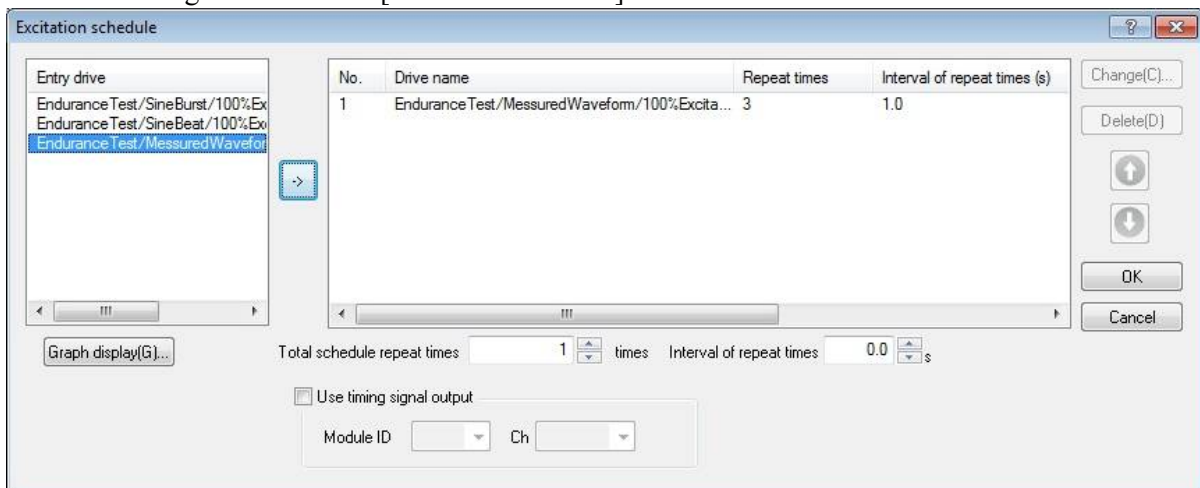 Excitation schedule
Entry drive
EnduranceTest/SineBurst/100%Ex
EnduranceTest/SineBeat/100%Ex
EnduranceTest/MessuredWavefor
->
No. Drive name Repeat times Interval of repeat times (s)
1 EnduranceTest/MessuredWaveform/100%Excita... 3 1.0
Change(C)...
Delete(D)
OK
Cancel
Graph display(G)...
Total schedule repeat times 1 times Interval of repeat times 0.0 s
Use timing signal output
Module ID Ch